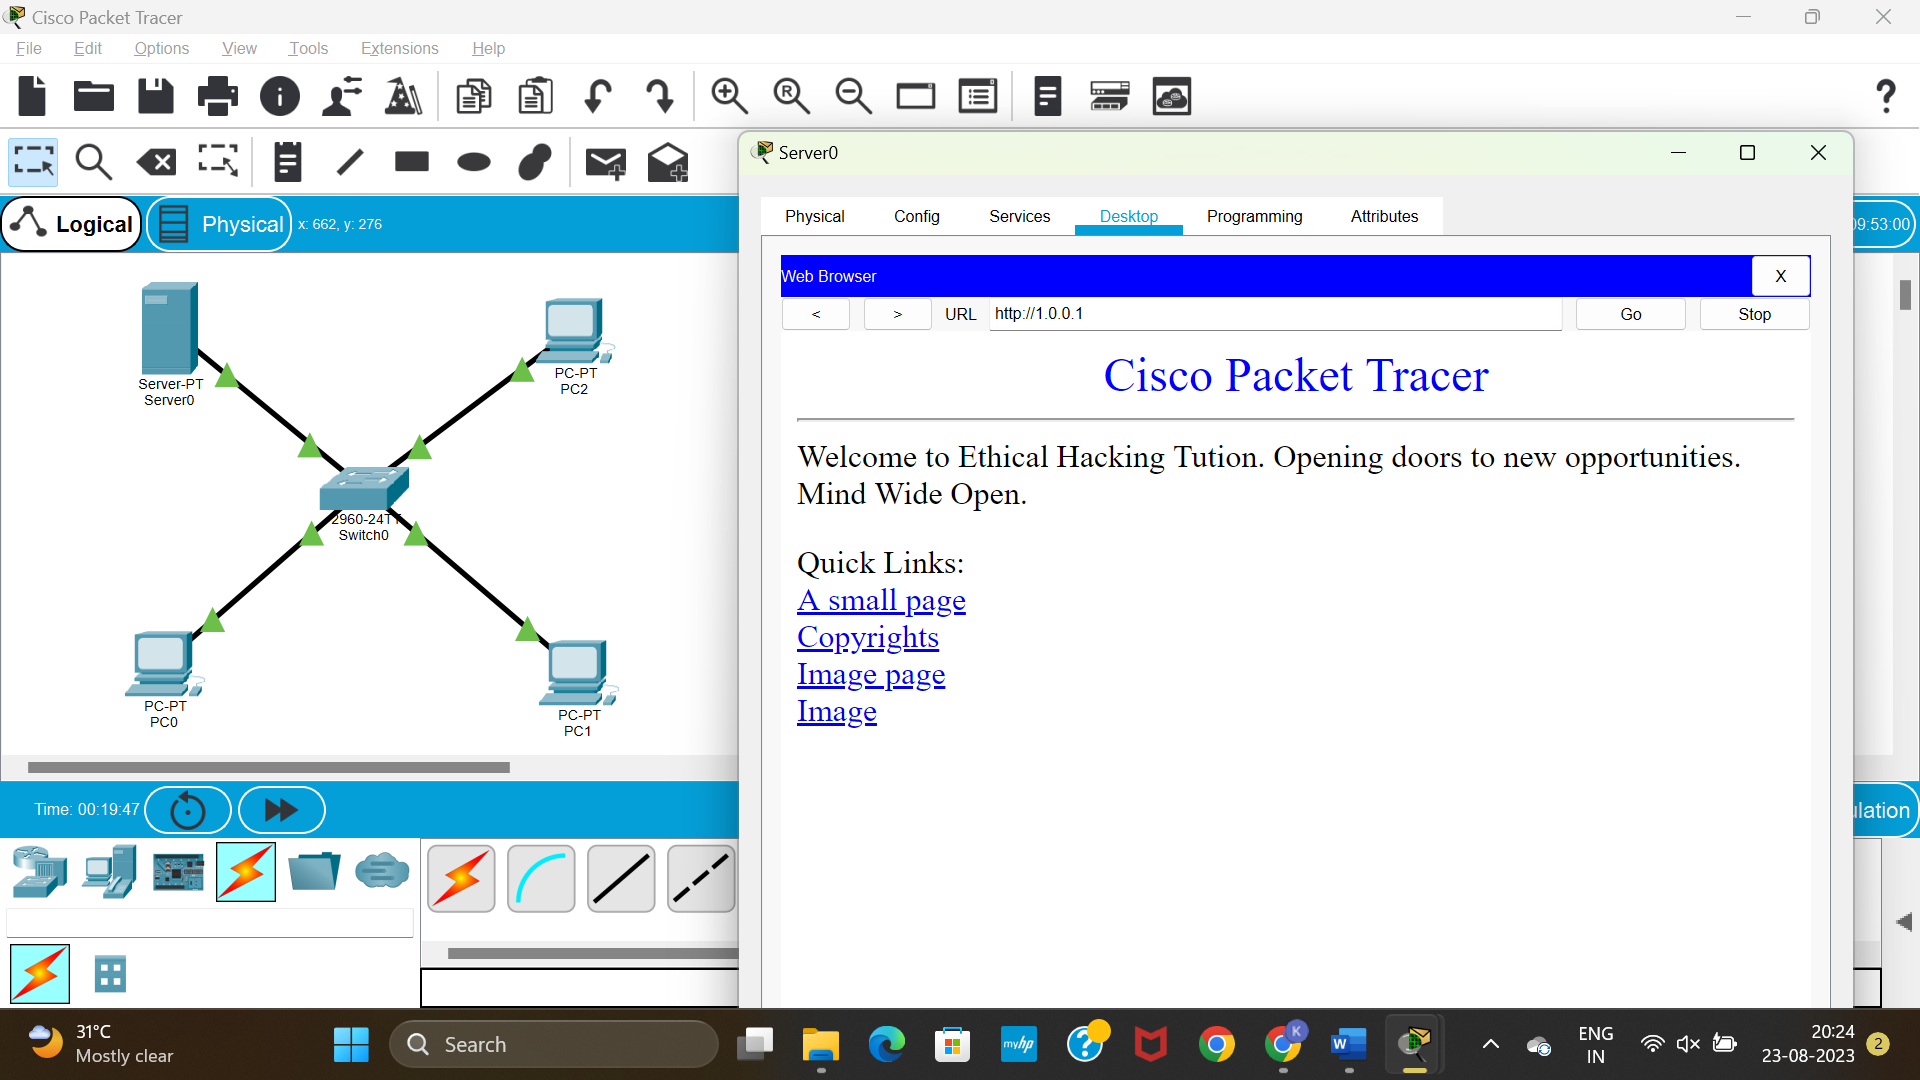 Cisco Packet Tracer
File Edit Options View Tools Extensions Help
R
?
Server0
Logical
Physical
x: 662, y: 276
09:53:00
Physical Config Services Desktop Programming Attributes
Web Browser
X
< > URL http://1.0.0.1 Go Stop
Cisco Packet Tracer
Welcome to Ethical Hacking Tution. Opening doors to new opportunities.
Mind Wide Open.
Quick Links:
A small page
Copyrights
Image page
Image
Server-PT
Server0
PC-PT
PC2
2960-24TT
Switch0
PC-PT
PC0
PC-PT
PC1
Time: 00:19:47
31°C
Mostly clear
Search
myhp
?
K
W
ENG
IN
20:24
23-08-2023
2